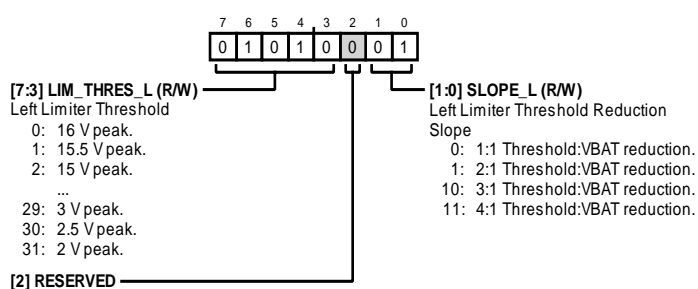 7 6 5 4 3 2 1 0
0 1 0 1 0 0 0 1
[7:3] LIM_THRES_L (R/W)
Left Limiter Threshold
0: 16 V peak.
1: 15.5 V peak.
2: 15 V peak.
...
29: 3 V peak.
30: 2.5 V peak.
31: 2 V peak.
[2] RESERVED
[1:0] SLOPE_L (R/W)
Left Limiter Threshold Reduction
Slope
0: 1:1 Threshold:VBAT reduction.
1: 2:1 Threshold:VBAT reduction.
10: 3:1 Threshold:VBAT reduction.
11: 4:1 Threshold:VBAT reduction.